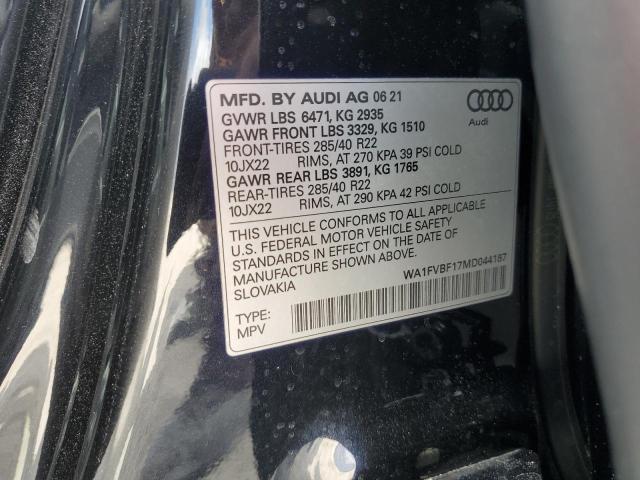 MFD. BY AUDI AG 06 21
GVWR LBS 6471, KG 2935
GAWR FRONT LBS 3329, KG 1510
FRONT-TIRES 285/40 R22
10JX22 RIMS, AT 270 KPA 39 PSI COLD
GAWR REAR LBS 3891, KG 1765
REAR-TIRES 285/40 R22
10JX22 RIMS, AT 290 KPA 42 PSI COLD
Audi
THIS VEHICLE CONFORMS TO ALL APPLICABLE
U.S. FEDERAL MOTOR VEHICLE SAFETY
STANDARDS IN EFFECT ON THE DATE OF
MANUFACTURE SHOWN ABOVE.
SLOVAKIA
WA1FVBF17MD044187
TYPE:
MPV